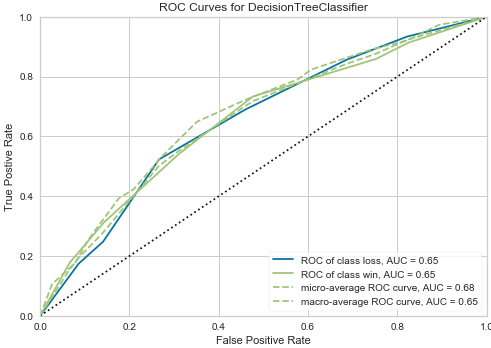 ROC Curves for DecisionTreeClassifier
True Positive Rate
1.0
0.8
0.6
0.4
0.2
0.0
ROC of class loss, AUC = 0.65
ROC of class win, AUC = 0.65
micro-average ROC curve, AUC = 0.68
macro-average ROC curve, AUC = 0.65
0.0 0.2 0.4 0.6 0.8 1.0
False Positive Rate